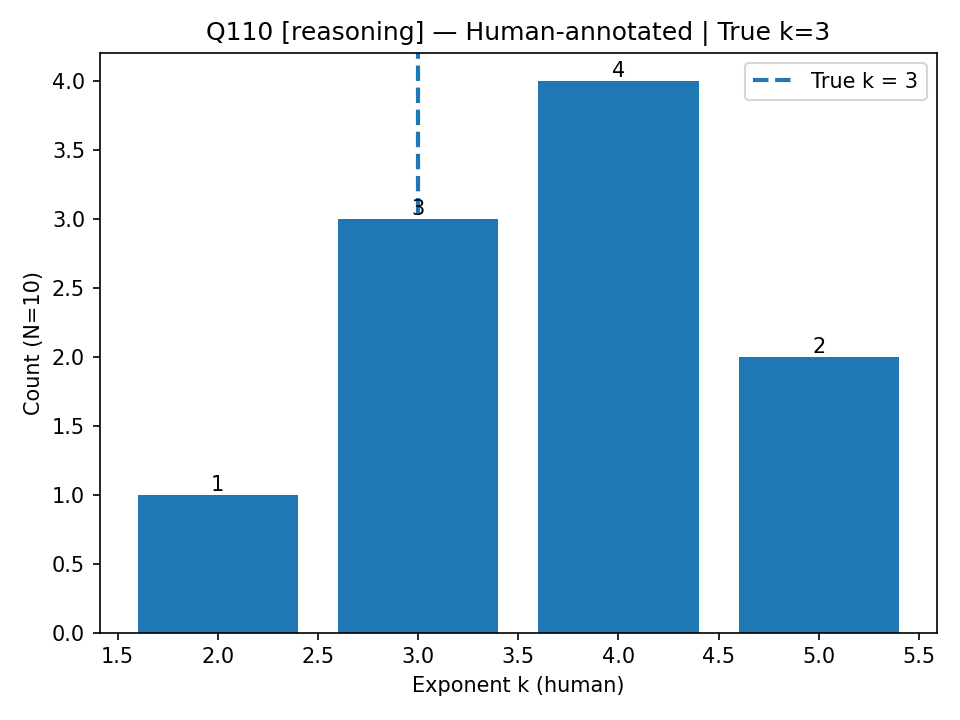 Q110 [reasoning] — Human-annotated | True k=3
True k = 3
4
3
2
1
4.0
3.5
3.0
2.5
2.0
1.5
1.0
0.5
0.0
Count (N=10)
1.5 2.0 2.5 3.0 3.5 4.0 4.5 5.0 5.5
Exponent k (human)